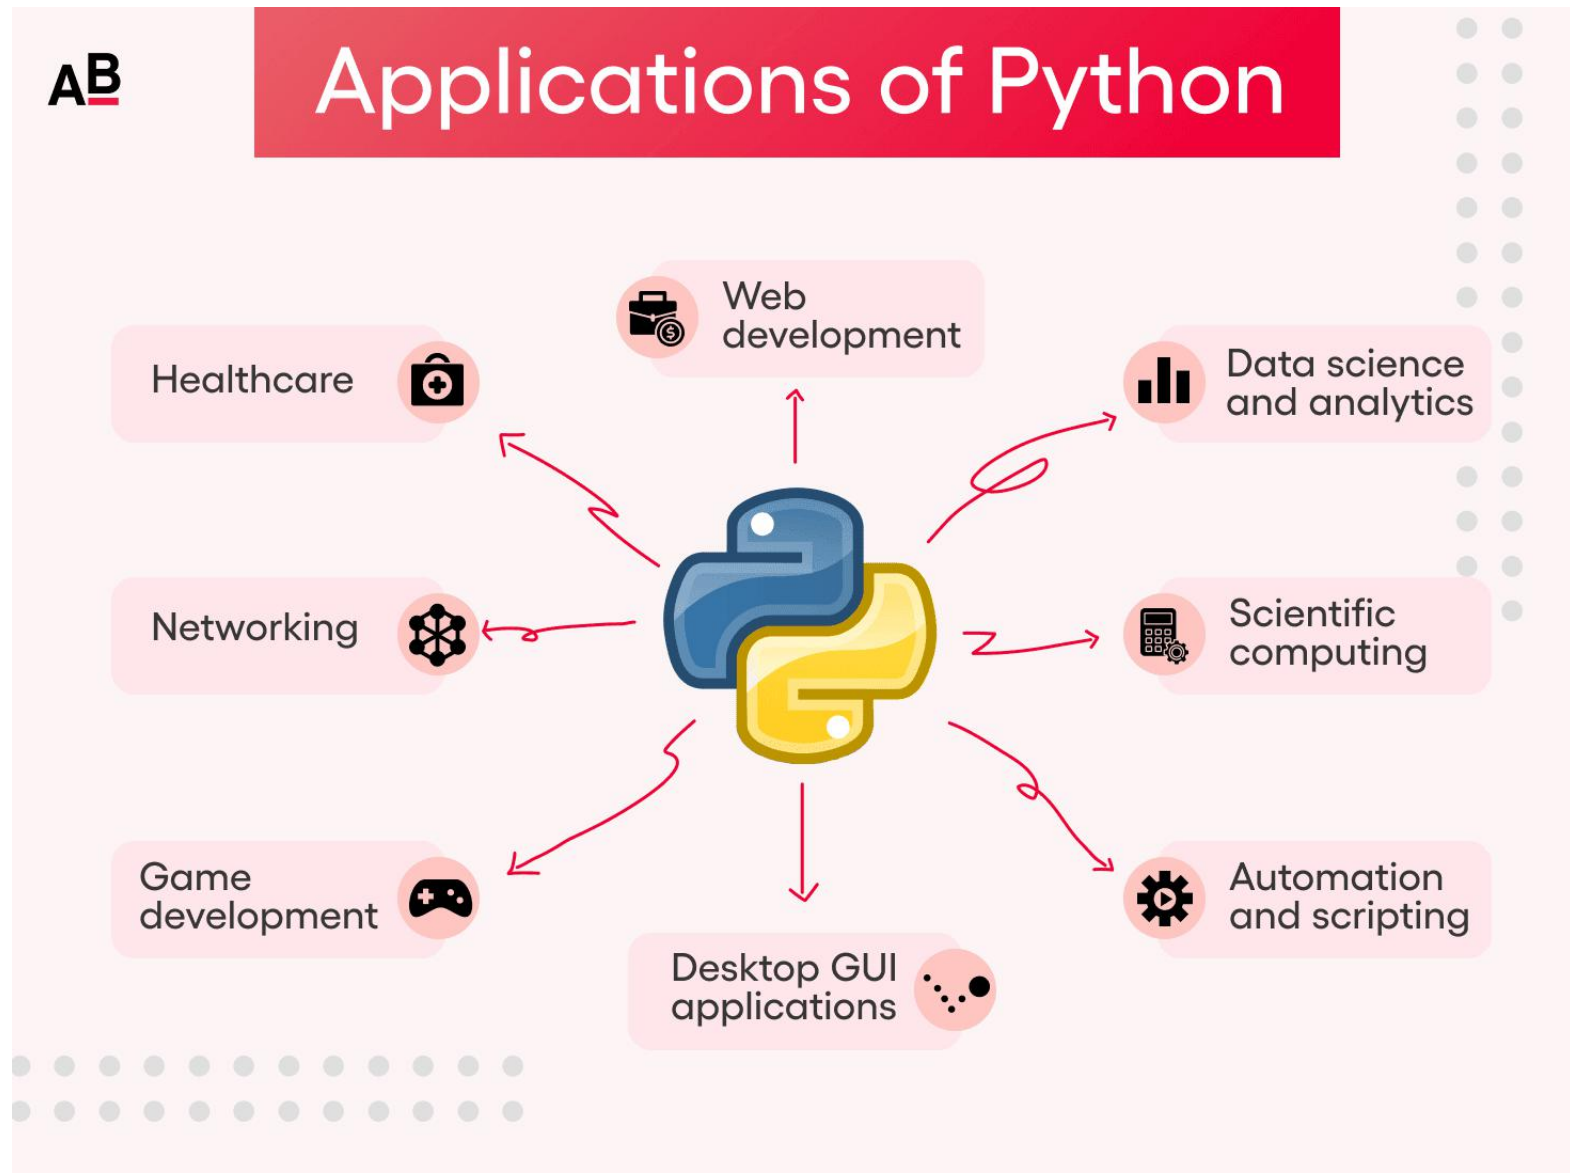 AB
Applications of Python
Web
development
Healthcare
Data science
and analytics
Networking
Scientific
computing
Game
development
Automation
and scripting
Desktop GUI
applications